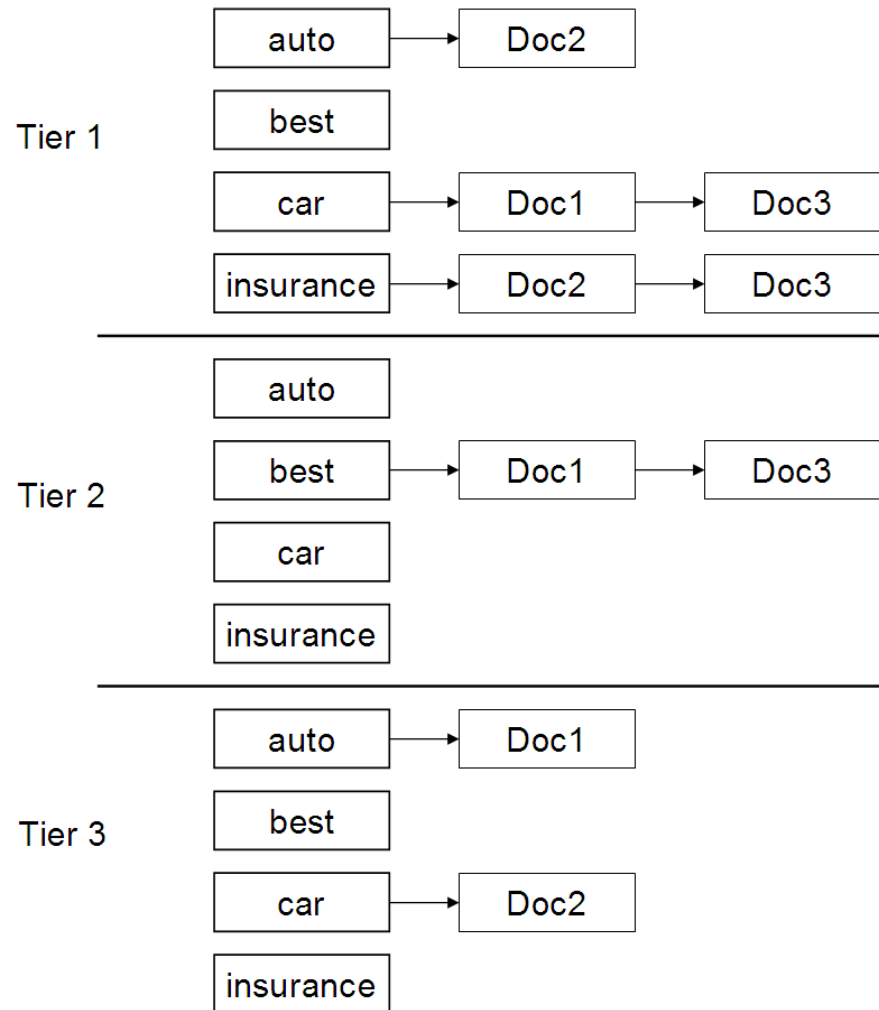 auto Doc2
best
Tier 1
car Doc1 Doc3
insurance Doc2 Doc3
auto
best Doc1 Doc3
Tier 2
car
insurance
auto Doc1
best
Tier 3
car Doc2
insurance